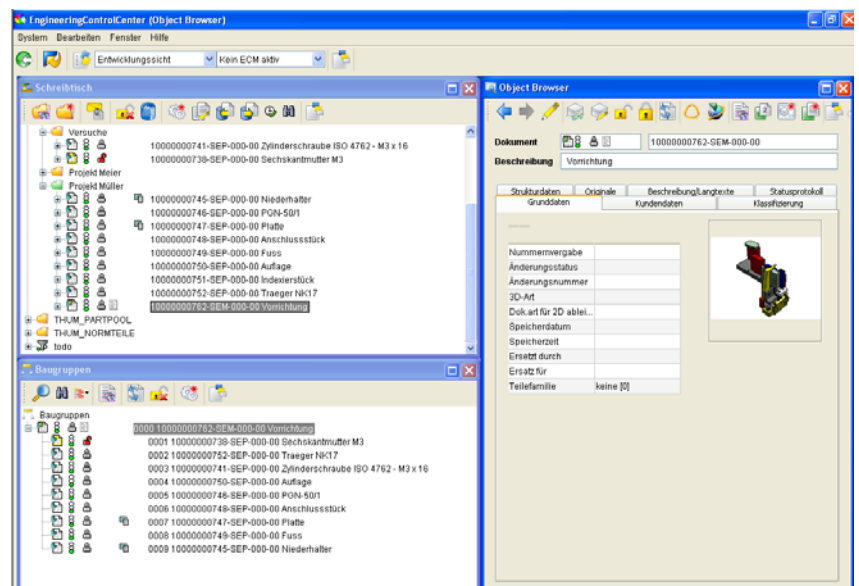 EngineeringControlCenter (Object Browser)
System Bearbeiten Fenster Hilfe
Entwicklungssicht Kein ECM aktiv
Schreibtisch
Versuche
10000000741-SEP-000-00 Zylinderschraube ISO 4762 - M3 x 16
10000000738-SEP-000-00 Sechskantmutter M3
Projekt Meier
Projekt Müller
10000000745-SEP-000-00 Niederhalter
10000000746-SEP-000-00 PGN-50/1
10000000747-SEP-000-00 Platte
10000000748-SEP-000-00 Anschlussstück
10000000749-SEP-000-00 Fuss
10000000750-SEP-000-00 Auflage
10000000751-SEP-000-00 Indexierstück
10000000752-SEP-000-00 Traeger NK17
10000000762-SEM-000-00 Vorrichtung
THUM_PARTPOOL
THUM_NORMTEILE
todo
Baugruppen
Baugruppen
0000 10000000762-SEM-000-00 Vorrichtung
0001 10000000738-SEP-000-00 Sechskantmutter M3
0002 10000000752-SEP-000-00 Traeger NK17
0003 10000000741-SEP-000-00 Zylinderschraube ISO 4762 - M3 x 16
0004 10000000750-SEP-000-00 Auflage
0005 10000000746-SEP-000-00 PGN-50/1
0006 10000000748-SEP-000-00 Anschlussstück
0007 10000000747-SEP-000-00 Platte
0008 10000000749-SEP-000-00 Fuss
0009 10000000745-SEP-000-00 Niederhalter
Object Browser
Dokument 10000000762-SEM-000-00
Beschreibung Vorrichtung
Strukturdaten Originale Beschreibung/Langtexte Statusprotokoll
Grunddaten Kundendaten Klassifizierung
Nummernvergabe
Änderungsstatus
Änderungsnummer
3D-Art
Dok.art für 2D ablei...
Speicherdatum
Speicherzeit
Ersetzt durch
Ersatz für
Teilefamilie keine [0]